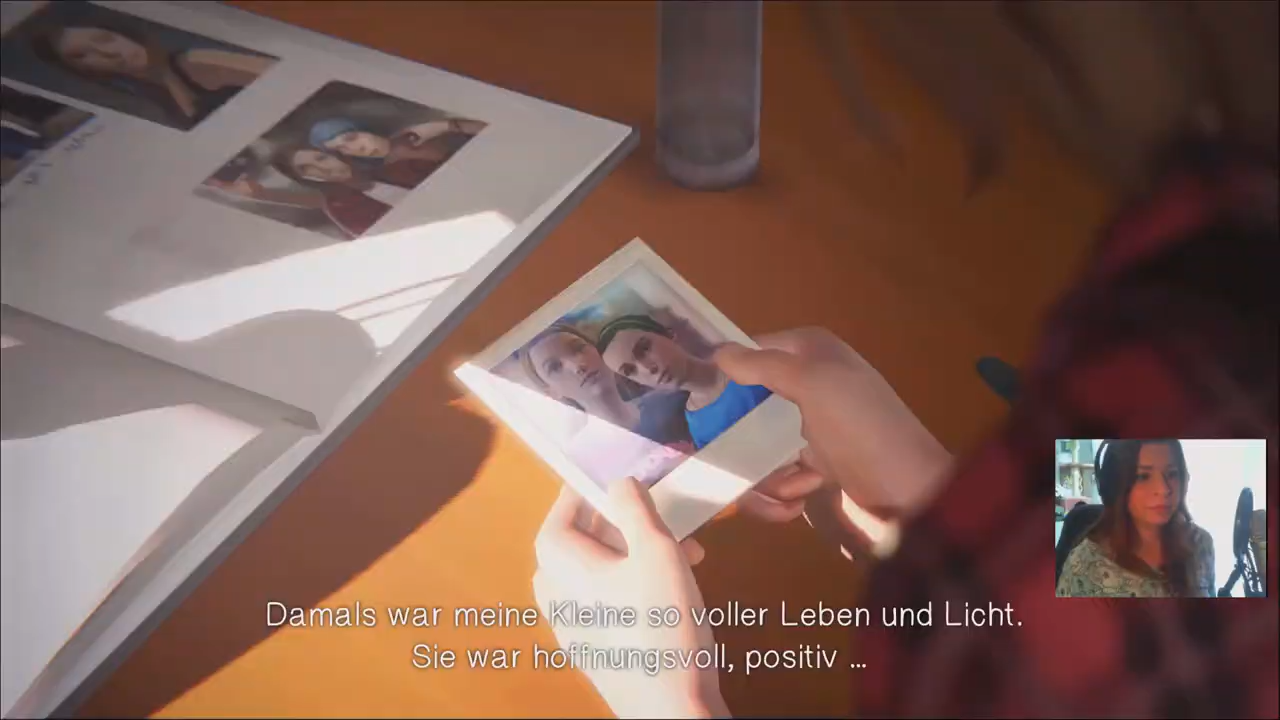 Damals war meine Kleine so voller Leben und Licht.
Sie war hoffnungsvoll, positiv ...